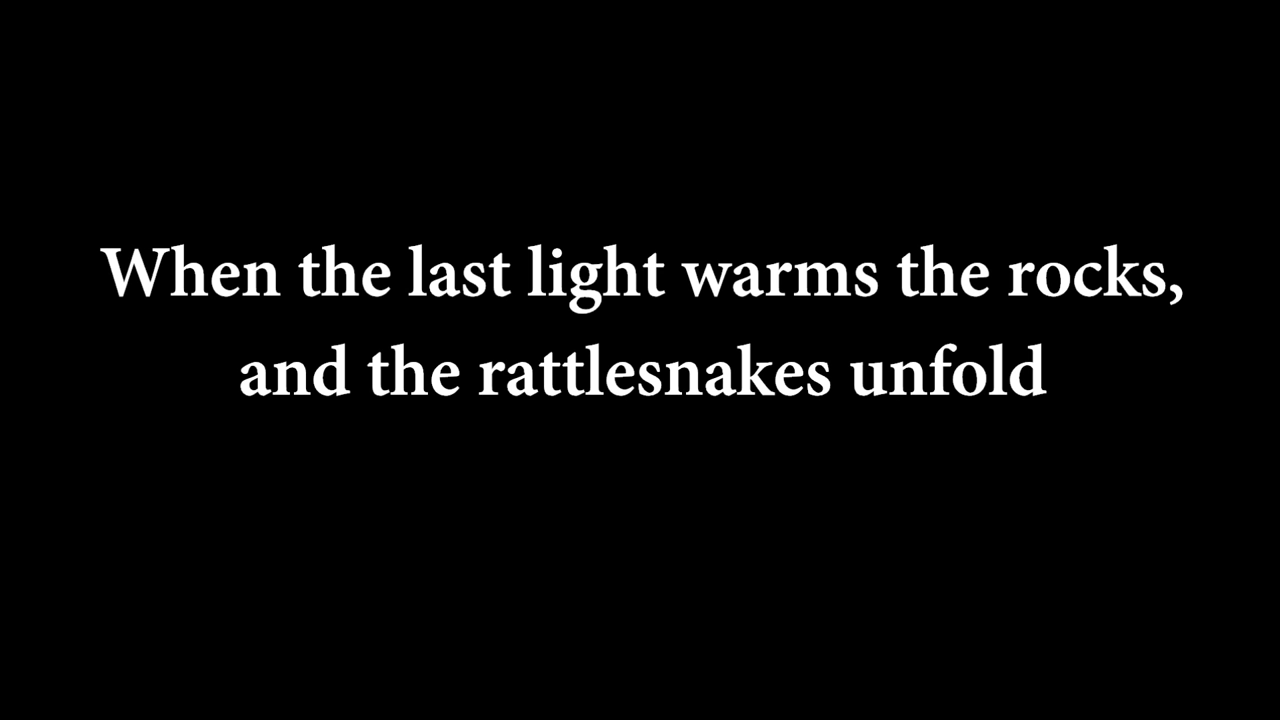 When the last light warms the rocks,
and the rattlesnakes unfold